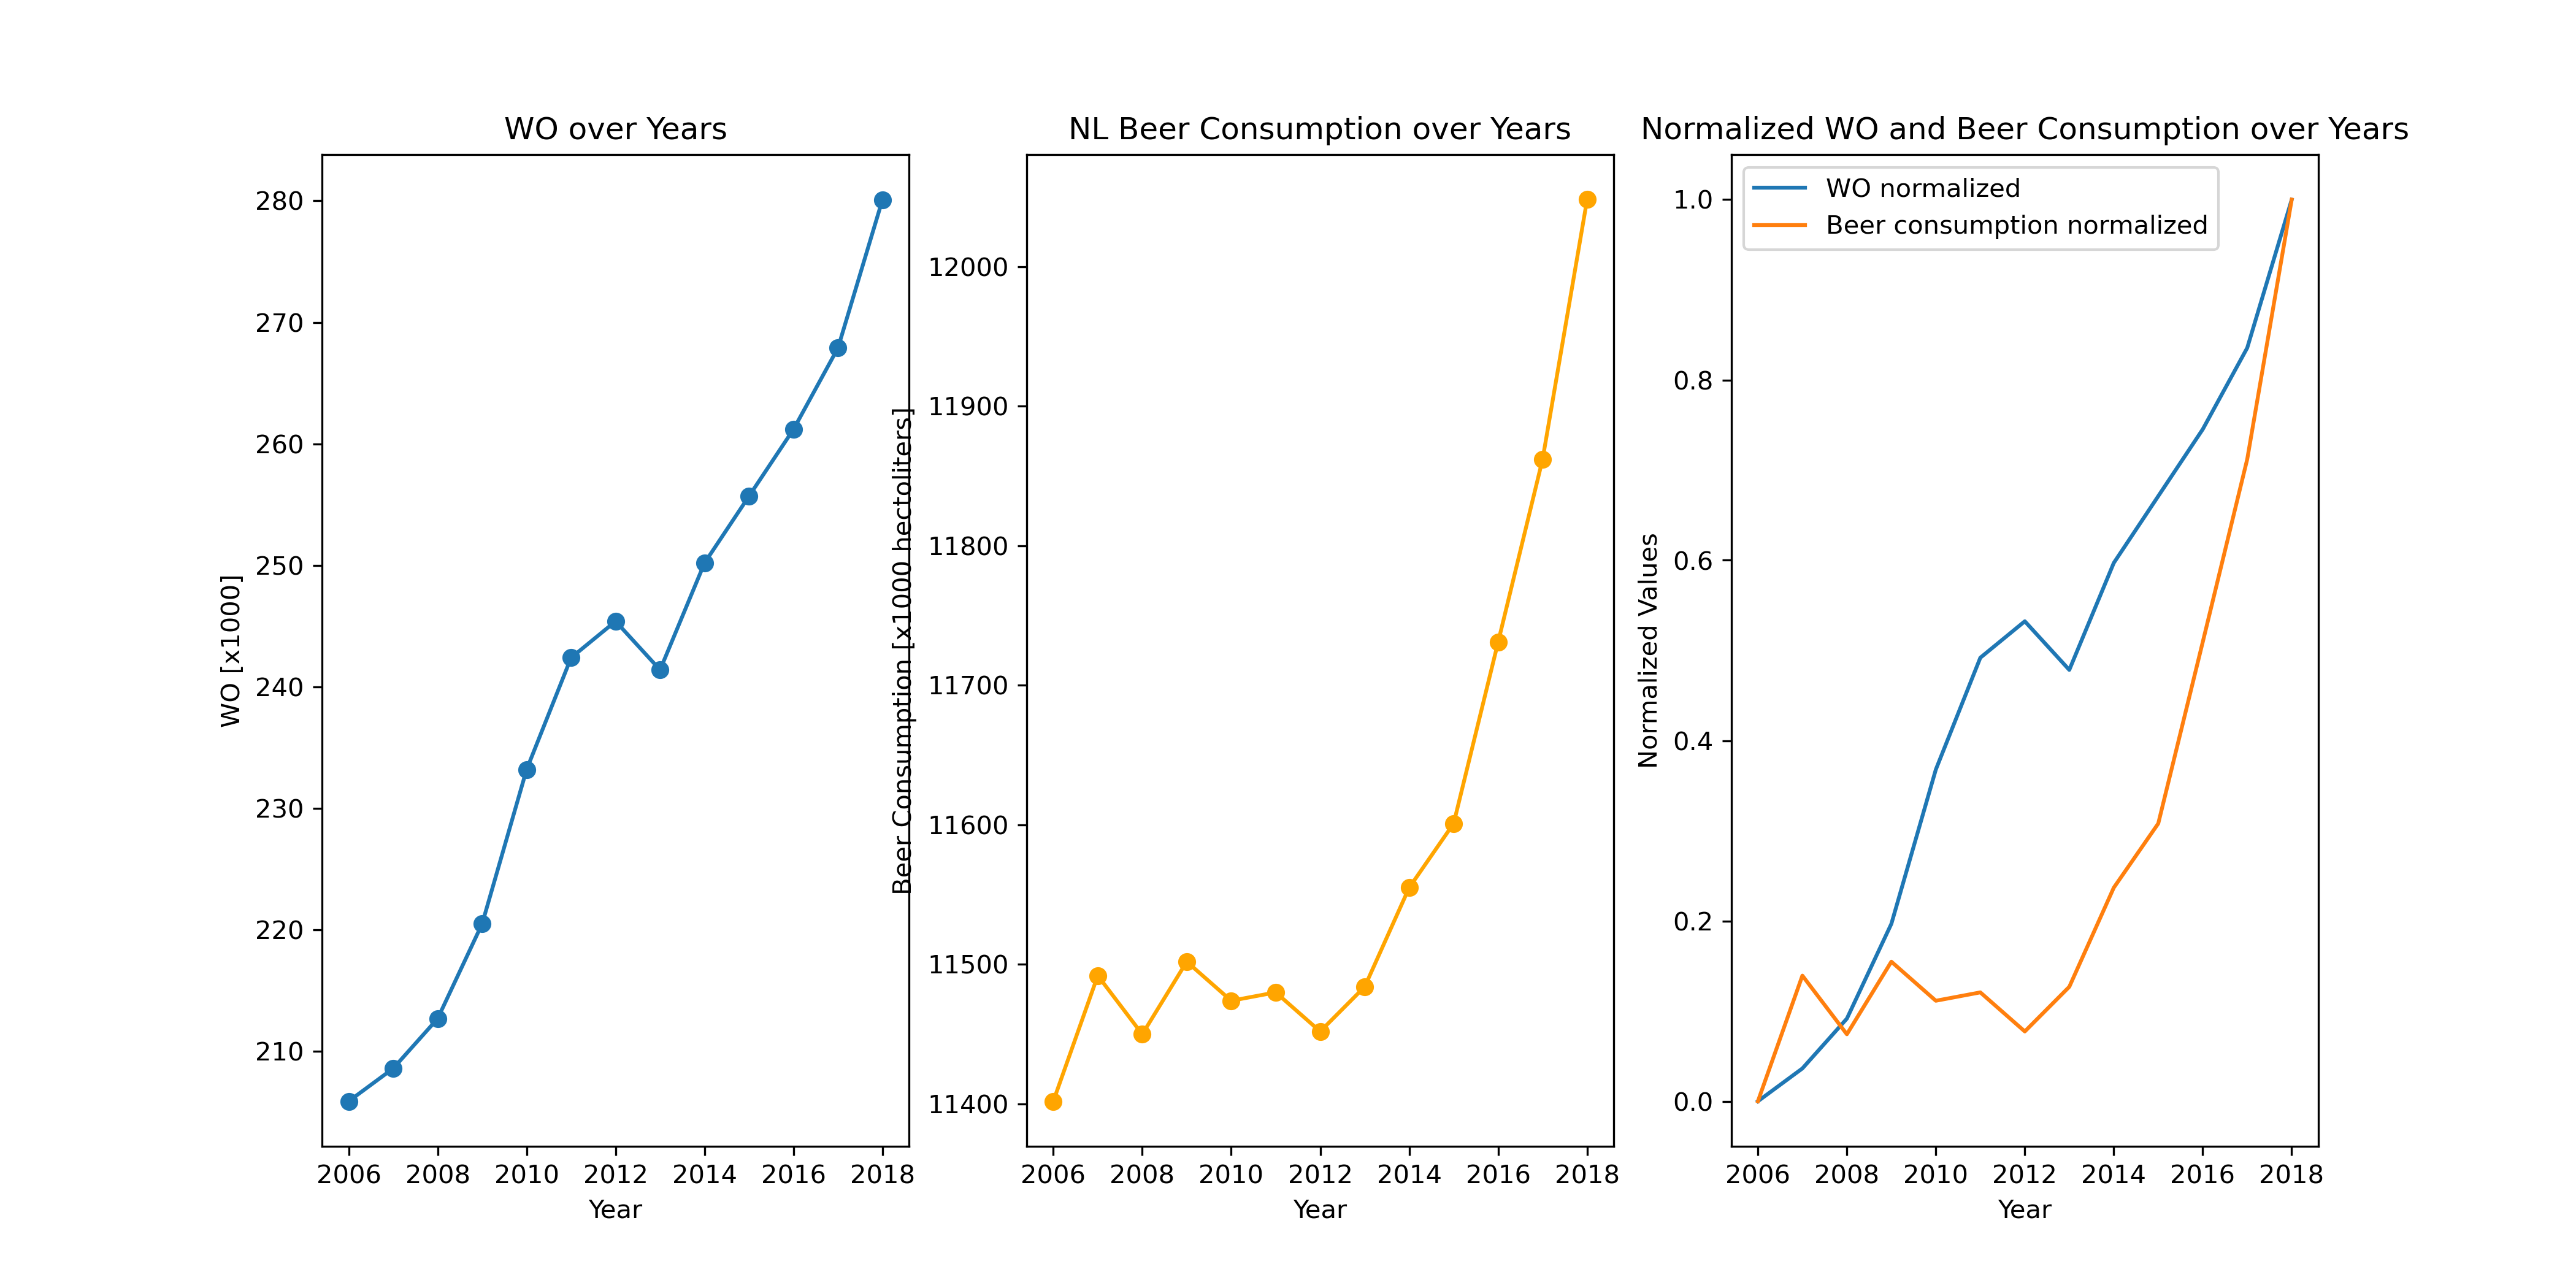 WO over Years
WO [x1000]
280
270
260
250
240
230
220
210
2006 2008 2010 2012 2014 2016 2018
Year
NL Beer Consumption over Years
Beer Consumption [x1000 hectoliters]
12000
11900
11800
11700
11600
11500
11400
2006 2008 2010 2012 2014 2016 2018
Year
Normalized WO and Beer Consumption over Years
WO normalized
Beer consumption normalized
Normalized Values
1.0
0.8
0.6
0.4
0.2
0.0
2006 2008 2010 2012 2014 2016 2018
Year